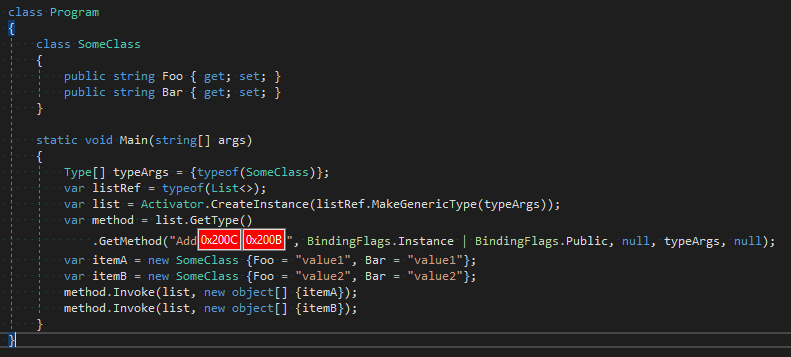 class Program
{
    class SomeClass
    {
        public string Foo { get; set; }
        public string Bar { get; set; }
    }

    static void Main(string[] args)
    {
        Type[] typeArgs = {typeof(SomeClass)};
        var listRef = typeof(List<>);
        var list = Activator.CreateInstance(listRef.MakeGenericType(typeArgs));
        var method = list.GetType()
            .GetMethod("Add0x200C0x200B", BindingFlags.Instance | BindingFlags.Public, null, typeArgs, null);
        var itemA = new SomeClass {Foo = "value1", Bar = "value1"};
        var itemB = new SomeClass {Foo = "value2", Bar = "value2"};
        method.Invoke(list, new object[] {itemA});
        method.Invoke(list, new object[] {itemB});
    }
}